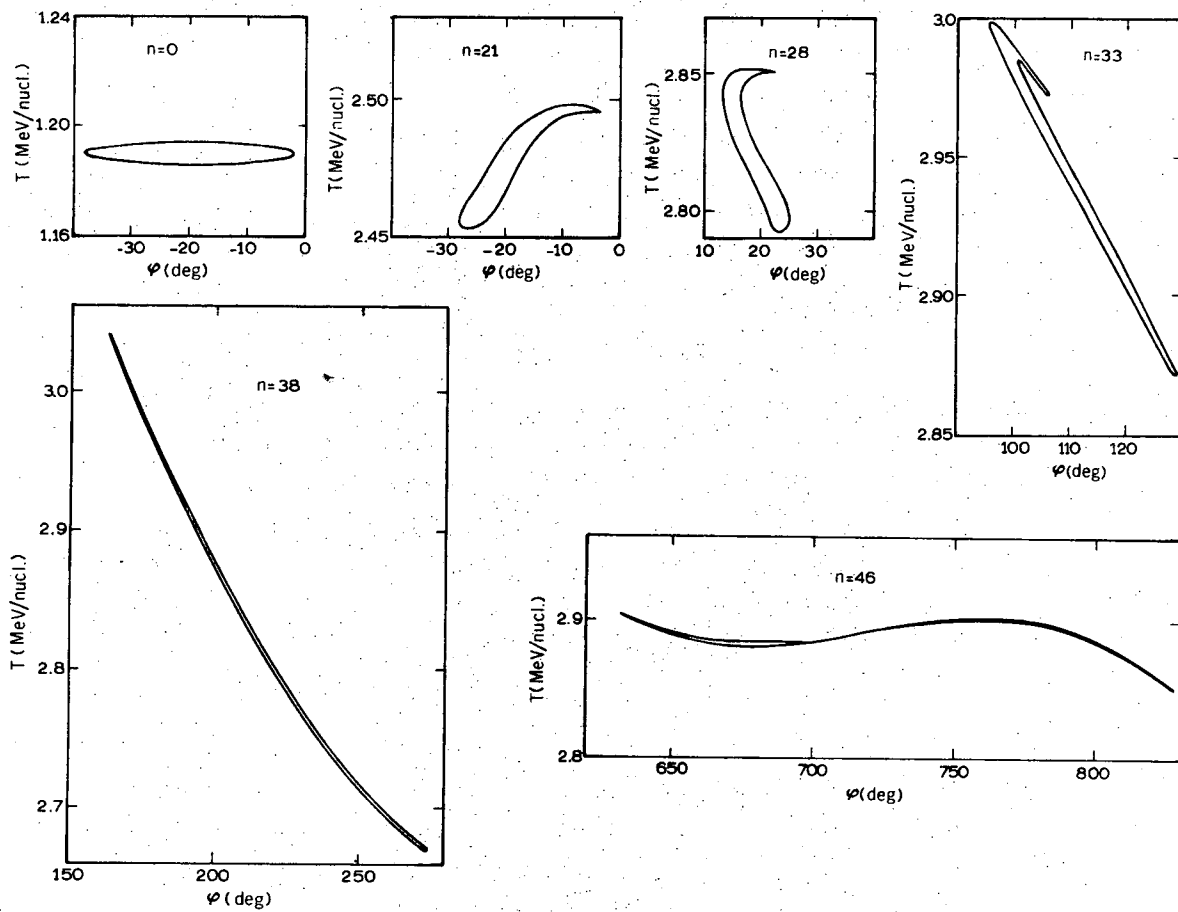 1.24
1.20
1.16
T (MeV/nucl.)
n=0
-30
-20
-10
0
φ(deg)
2.50
2.45
T(MeV/nucl.)
n=21
-30
-20
-10
0
φ(deg)
2.85
2.80
T(MeV/nucl.)
n=28
10
20
30
φ(deg)
3.0
2.95
2.90
2.85
T(MeV/nucl.)
n=33
100
110
120
φ(deg)
3.0
2.9
2.8
2.7
T(MeV/nucl.)
n=38
150
200
250
φ(deg)
2.9
2.8
T(MeV/nucl.)
n=46
650
700
750
800
φ(deg)